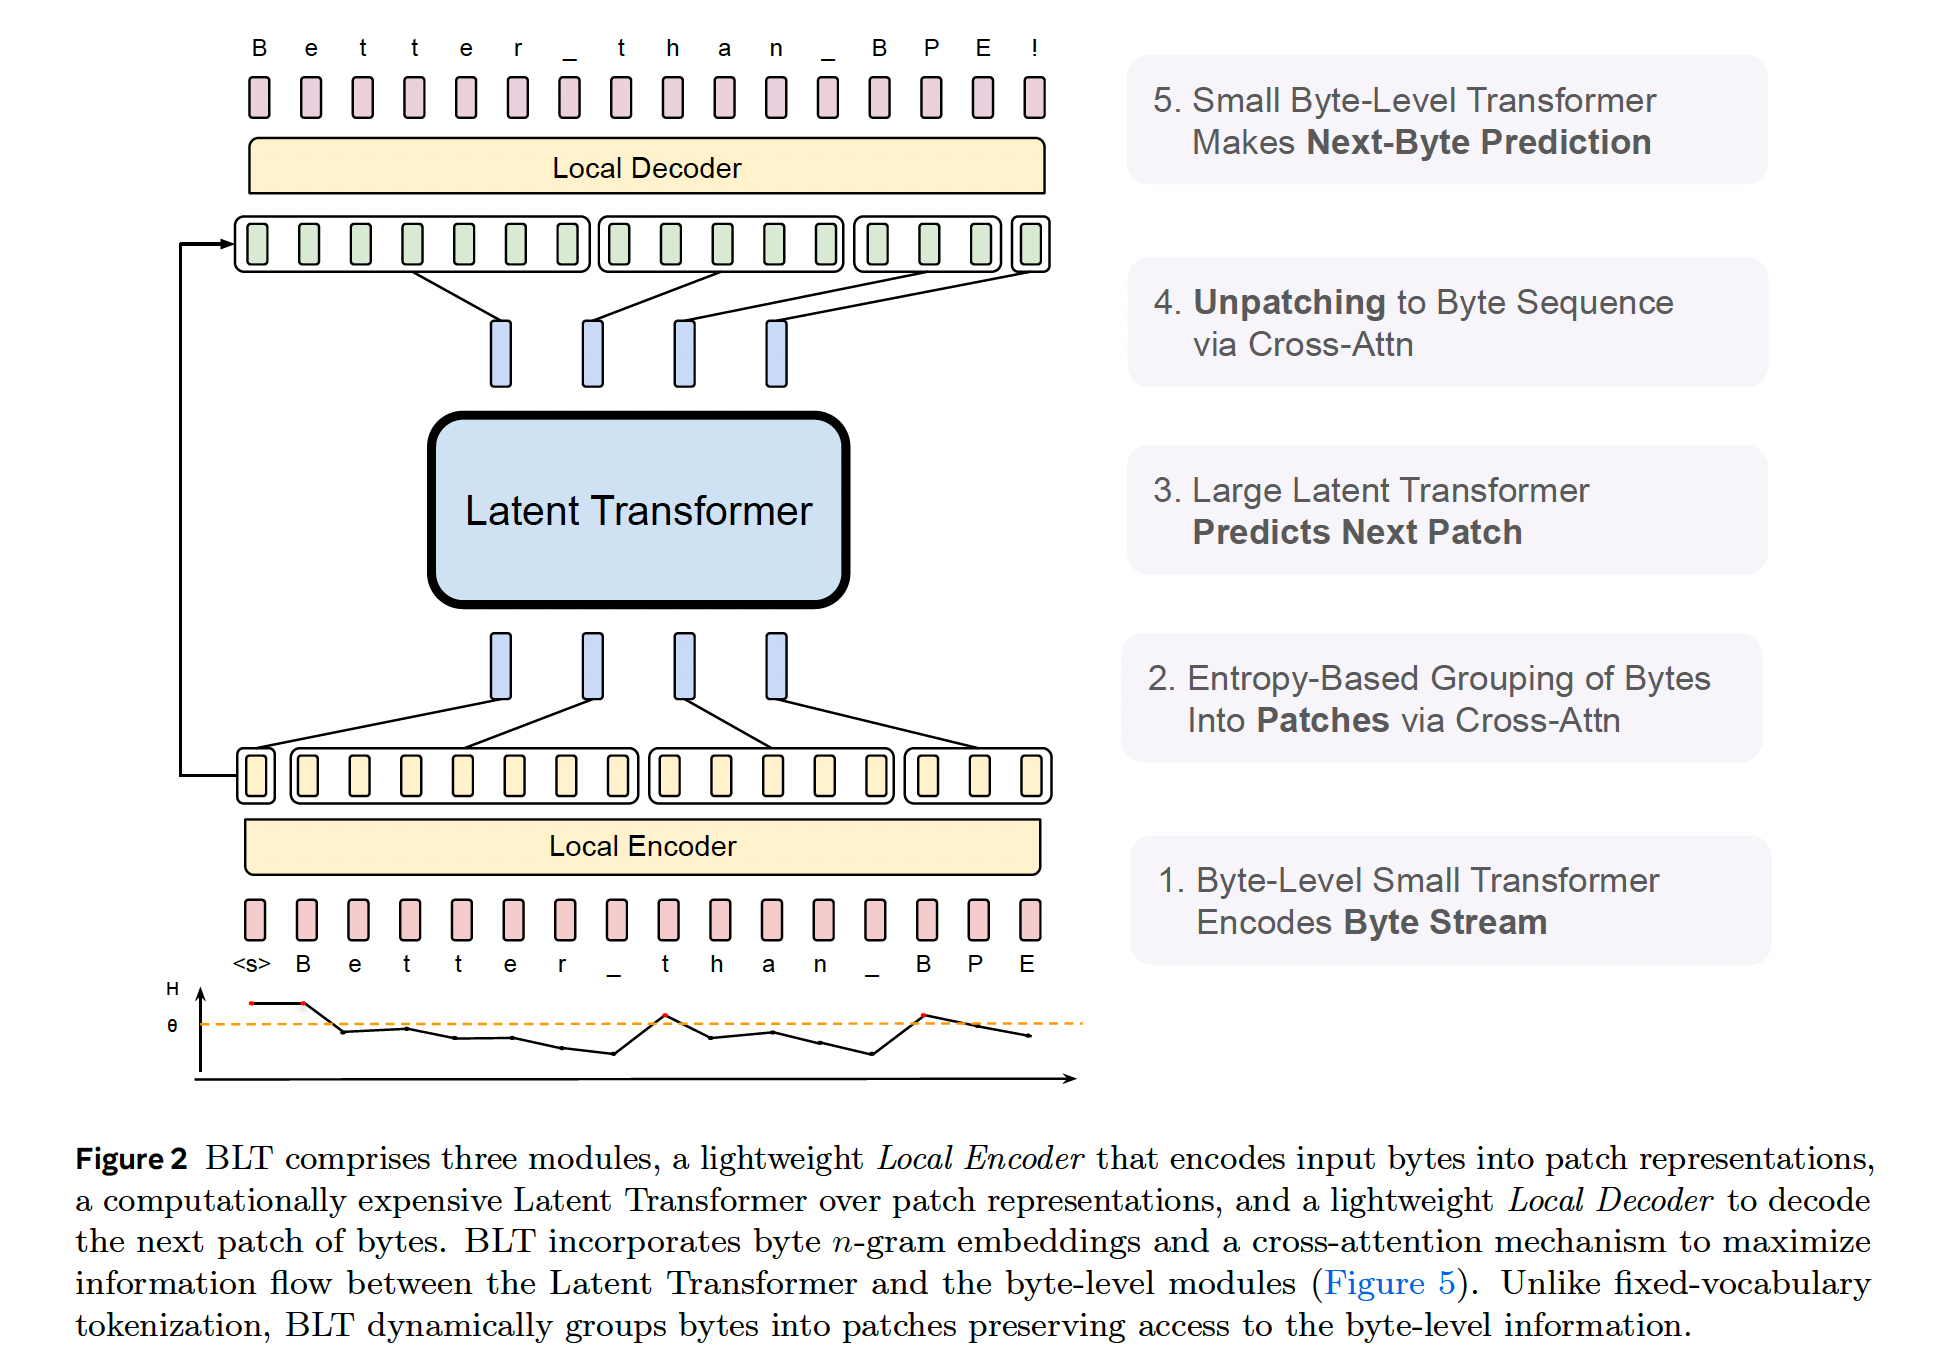 B e t t e r _ t h a n _ B P E !
Local Decoder
Latent Transformer
Local Encoder
<s> B e t t e r _ t h a n _ B P E
H
θ
5. Small Byte-Level Transformer
Makes Next-Byte Prediction
4. Unpatching to Byte Sequence
via Cross-Attn
3. Large Latent Transformer
Predicts Next Patch
2. Entropy-Based Grouping of Bytes
Into Patches via Cross-Attn
1. Byte-Level Small Transformer
Encodes Byte Stream
Figure 2 BLT comprises three modules, a lightweight Local Encoder that encodes input bytes into patch representations,
a computationally expensive Latent Transformer over patch representations, and a lightweight Local Decoder to decode
the next patch of bytes. BLT incorporates byte n-gram embeddings and a cross-attention mechanism to maximize
information flow between the Latent Transformer and the byte-level modules (Figure 5). Unlike fixed-vocabulary
tokenization, BLT dynamically groups bytes into patches preserving access to the byte-level information.